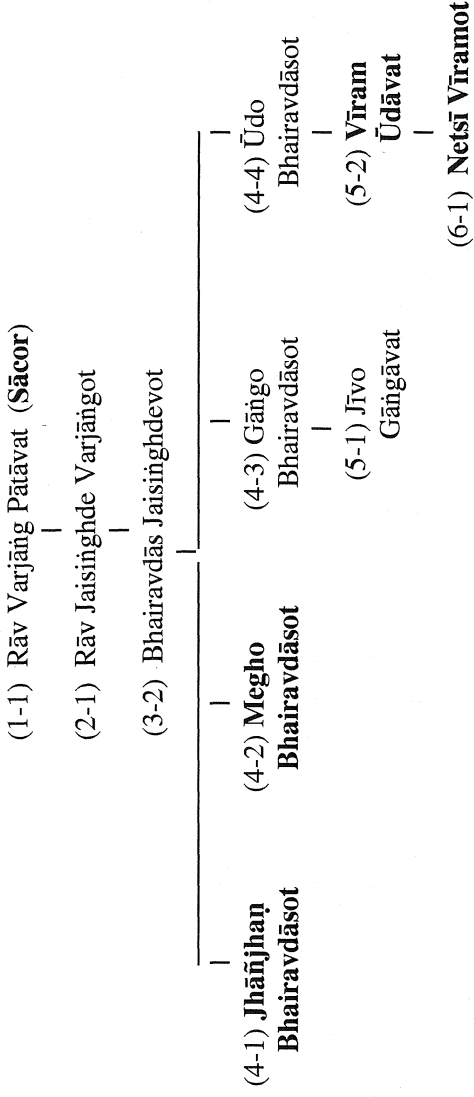 (1-1) Rāv Varjāṅg Pātāvat (Sācor)
(2-1) Rāv Jaisiṅghde Varjāṅgot
(3-2) Bhairavdās Jaisiṅghdevot
(4-1) Jhāñjhaṇ
Bhairavdāsot
(4-2) Megho
Bhairavdāsot
(4-3) Gāṅgo
Bhairavdāsot
(4-4) Ūdo
Bhairavdāsot
(5-1) Jīvo
Gāṅgāvat
(5-2) Vīram
Ūdāvat
(6-1) Netsī Vīramot